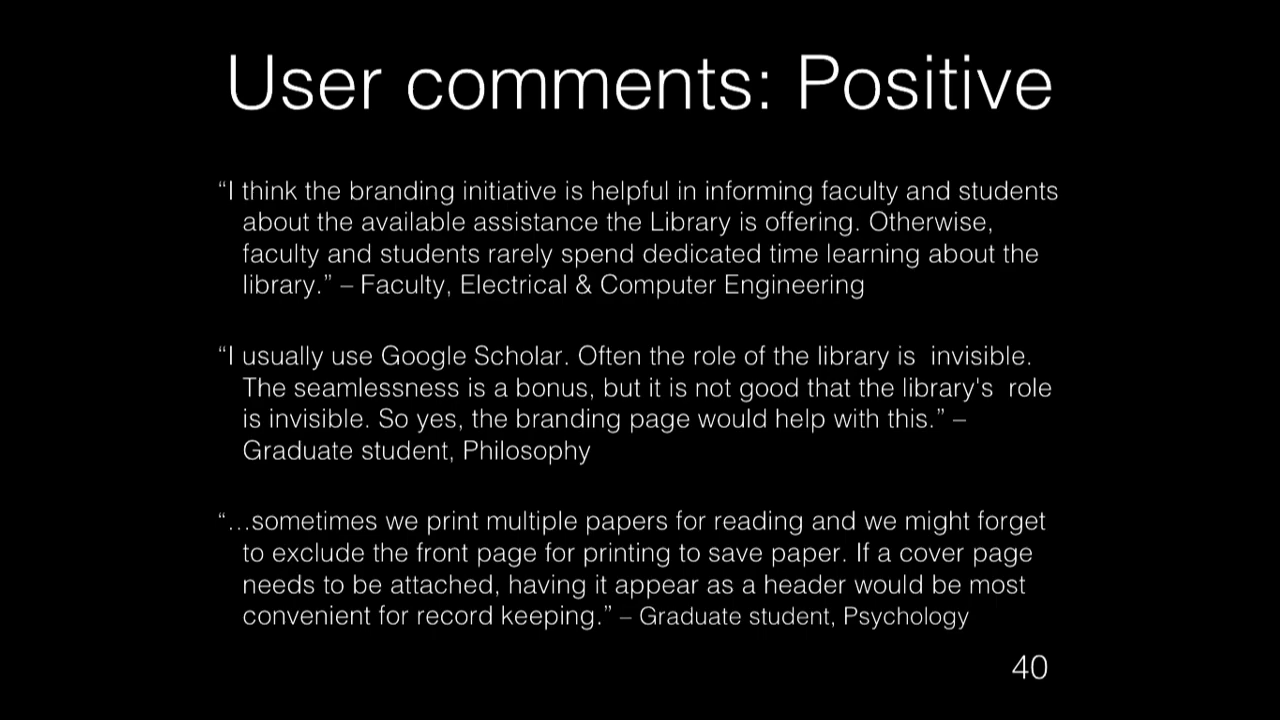 User comments: Positive
“I think the branding initiative is helpful in informing faculty and students
about the available assistance the Library is offering. Otherwise,
faculty and students rarely spend dedicated time learning about the
library.” – Faculty, Electrical & Computer Engineering
“I usually use Google Scholar. Often the role of the library is  invisible.
The seamlessness is a bonus, but it is not good that the library's  role
is invisible. So yes, the branding page would help with this.” –
Graduate student, Philosophy
“…sometimes we print multiple papers for reading and we might forget
to exclude the front page for printing to save paper. If a cover page
needs to be attached, having it appear as a header would be most
convenient for record keeping.” – Graduate student, Psychology
40